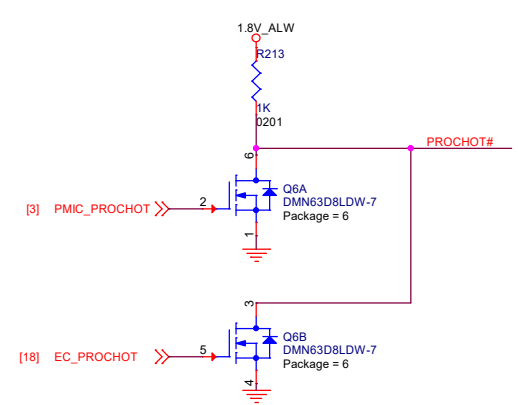 1.8V_ALW
R213
1K
0201
PROCHOT#
6
Q6A
DMN63D8LDW-7
Package = 6
[3] PMIC_PROCHOT
2
1
3
Q6B
DMN63D8LDW-7
Package = 6
[18] EC_PROCHOT
5
4